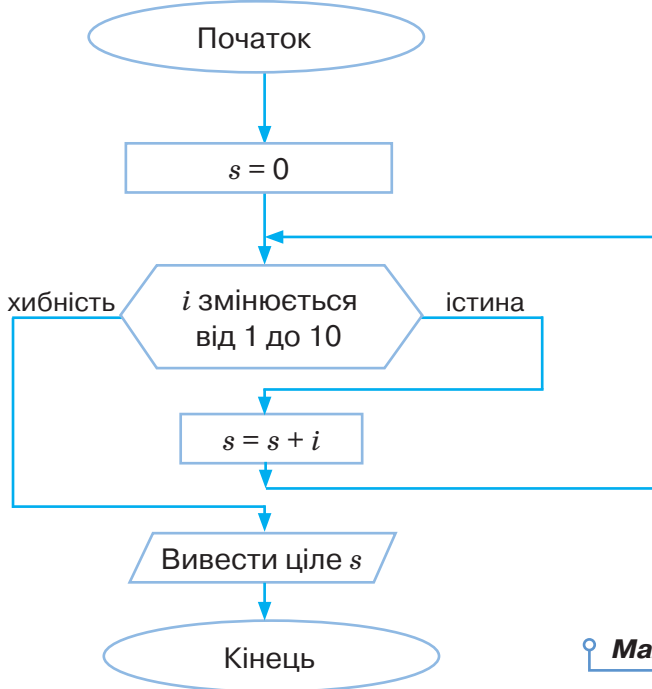 Початок
s = 0
хибність
i змінюється
від 1 до 10
істина
s = s + i
Вивести ціле s
Кінець